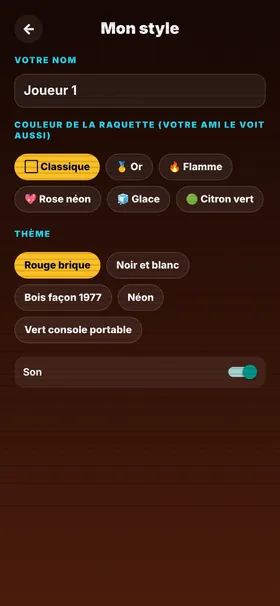 Mon style
VOTRE NOM
Joueur 1
COULEUR DE LA RAQUETTE (VOTRE AMI LE VOIT
AUSSI)
Classique
Or
Flamme
Rose néon
Glace
Citron vert
THÈME
Rouge brique
Noir et blanc
Bois façon 1977
Néon
Vert console portable
Son